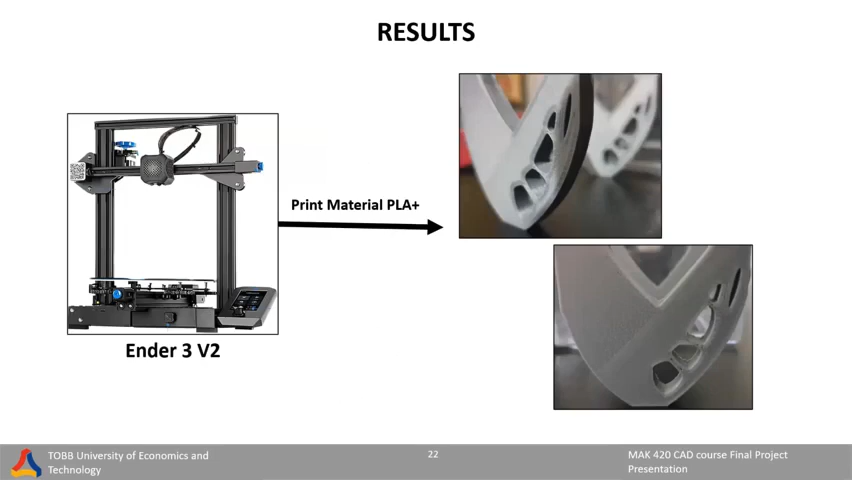 RESULTS
Print Material PLA+
Ender 3 V2
TOBB University of Economics and
Technology
22
MAK 420 CAD course Final Project
Presentation